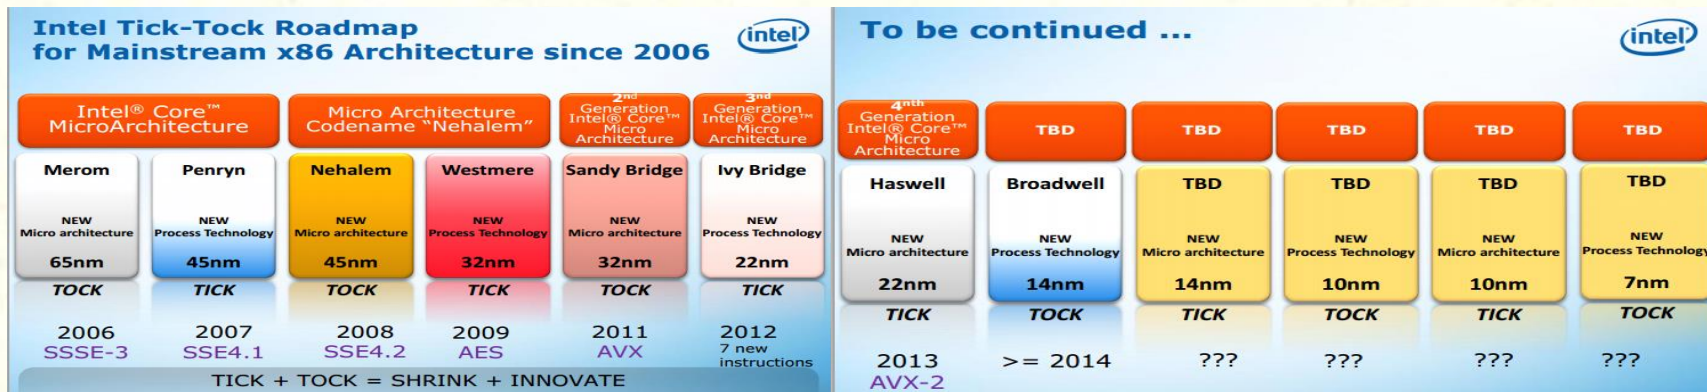 Intel Tick-Tock Roadmap
for Mainstream x86 Architecture since 2006
intel
Intel® Core™
MicroArchitecture
Micro Architecture
Codename "Nehalem"
2nd
Generation
Intel® Core™
Micro
Architecture
3nd
Generation
Intel® Core™
Micro
Architecture
Merom
NEW
Micro architecture
65nm
TOCK
2006
SSSE-3
Penryn
NEW
Process Technology
45nm
TICK
2007
SSE4.1
Nehalem
NEW
Micro architecture
45nm
TOCK
2008
SSE4.2
Westmere
NEW
Process Technology
32nm
TICK
2009
AES
Sandy Bridge
NEW
Micro architecture
32nm
TOCK
2011
AVX
Ivy Bridge
NEW
Process Technology
22nm
TICK
2012
7 new
instructions
TICK + TOCK = SHRINK + INNOVATE
To be continued ...
intel
4nth
Generation
Intel® Core™
Micro
Architecture
Haswell
NEW
Micro architecture
22nm
TICK
2013
AVX-2
TBD
Broadwell
NEW
Process Technology
14nm
TOCK
>= 2014
TBD
TBD
NEW
Micro architecture
14nm
TICK
???
TBD
TBD
NEW
Process Technology
10nm
TOCK
???
TBD
TBD
NEW
Micro architecture
10nm
TICK
???
TBD
TBD
NEW
Process Technology
7nm
TOCK
???